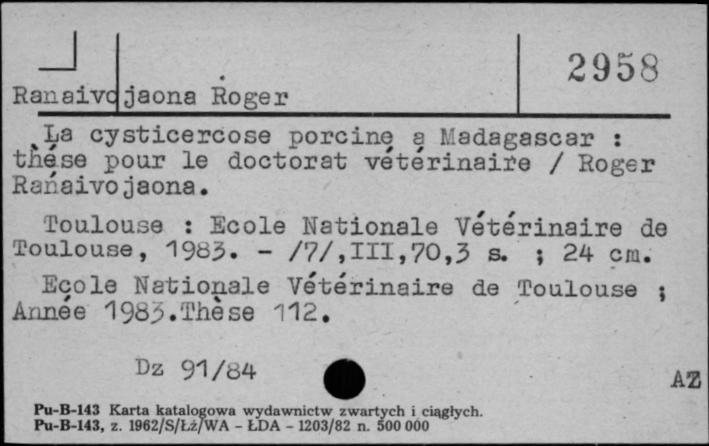 2958
Ranaivojaona Roger
La cysticercose porcine a Madagascar :
thése pour le doctorat vétérinaire / Roger
Ranaivojaona.
Toulouse : Ecole Nationale Vétérinaire de
Toulouse, 1983. - /7/,III,70,3 s. ; 24 cm.
Ecole Nationale Vétérinaire de Toulouse ;
Année 1983.Thèse 112.
Dz 91/84
AZ
Pu-B-143 Karta katalogowa wydawnictw zwartych i ciągłych.
Pu-B-143, z. 1962/S/Łż/WA - ŁDA - 1203/82 n. 500 000